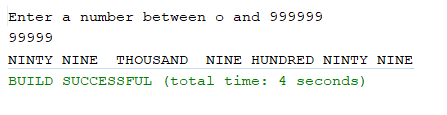 Enter a number between o and 999999
99999
NINTY NINE  THOUSAND  NINE HUNDRED NINTY NINE
BUILD SUCCESSFUL (total time: 4 seconds)